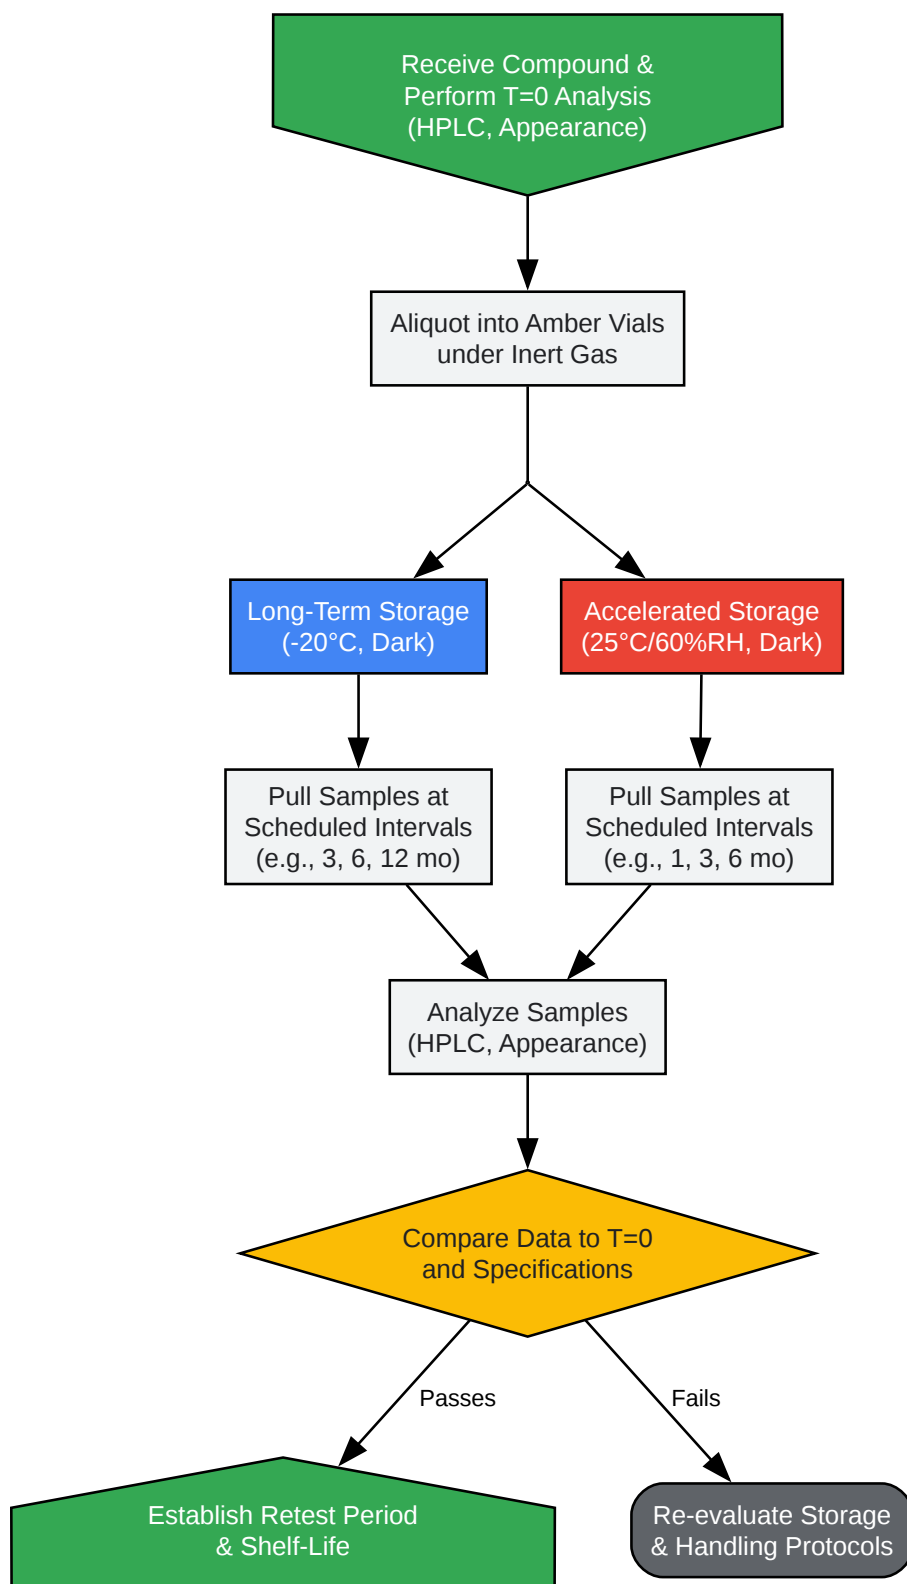 Receive Compound &
Perform T=0 Analysis
(HPLC, Appearance)
Aliquot into Amber Vials
under Inert Gas
Long-Term Storage
(-20°C, Dark)
Accelerated Storage
(25°C/60%RH, Dark)
Pull Samples at
Scheduled Intervals
(e.g., 3, 6, 12 mo)
Pull Samples at
Scheduled Intervals
(e.g., 1, 3, 6 mo)
Analyze Samples
(HPLC, Appearance)
Compare Data to T=0
and Specifications
Passes
Fails
Establish Retest Period
& Shelf-Life
Re-evaluate Storage
& Handling Protocols